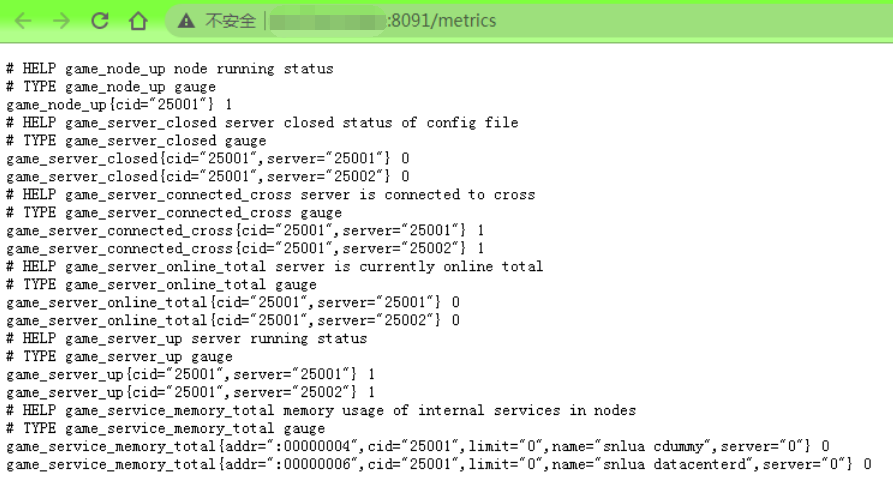 不安全 | :8091/metrics
# HELP game_node_up node running status
# TYPE game_node_up gauge
game_node_up{cid="25001"} 1
# HELP game_server_closed server closed status of config file
# TYPE game_server_closed gauge
game_server_closed{cid="25001",server="25001"} 0
game_server_closed{cid="25001",server="25002"} 0
# HELP game_server_connected_cross server is connected to cross
# TYPE game_server_connected_cross gauge
game_server_connected_cross{cid="25001",server="25001"} 1
game_server_connected_cross{cid="25001",server="25002"} 1
# HELP game_server_online_total server is currently online total
# TYPE game_server_online_total gauge
game_server_online_total{cid="25001",server="25001"} 0
game_server_online_total{cid="25001",server="25002"} 0
# HELP game_server_up server running status
# TYPE game_server_up gauge
game_server_up{cid="25001",server="25001"} 1
game_server_up{cid="25001",server="25002"} 1
# HELP game_service_memory_total memory usage of internal services in nodes
# TYPE game_service_memory_total gauge
game_service_memory_total{addr=":00000004",cid="25001",limit="0",name="snlua cdummy",server="0"} 0
game_service_memory_total{addr=":00000006",cid="25001",limit="0",name="snlua datacenterd",server="0"} 0